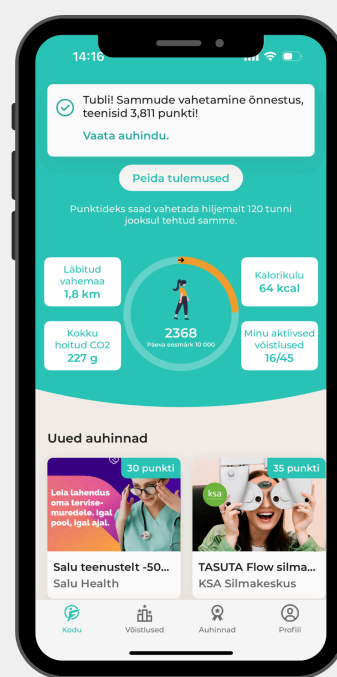 14:16
Tubli! Sammude vahetamine õnnestus,
teenisid 3,811 punkti!
Vaata auhindu.
Peida tulemused
Punktideks saad vahetada hiljemalt 120 tunni
jooksul tehtud samme.
Läbitud
vahemaa
1,8 km
Kalorikulu
64 kcal
2368
Päeva eesmärk 10 000
Kokku
hoitud CO2
227 g
Minu aktiivsed
võistlused
16/45
Uued auhinnad
30 punkti
Leia lahendus
oma tervise-
muredele. Igal
pool, igal ajal.
Salu teenustelt -50...
Salu Health
35 punkti
ksa
TASUTA Flow silma...
KSA Silmakeskus
Kodu
Võistlused
Auhinnad
Profiil